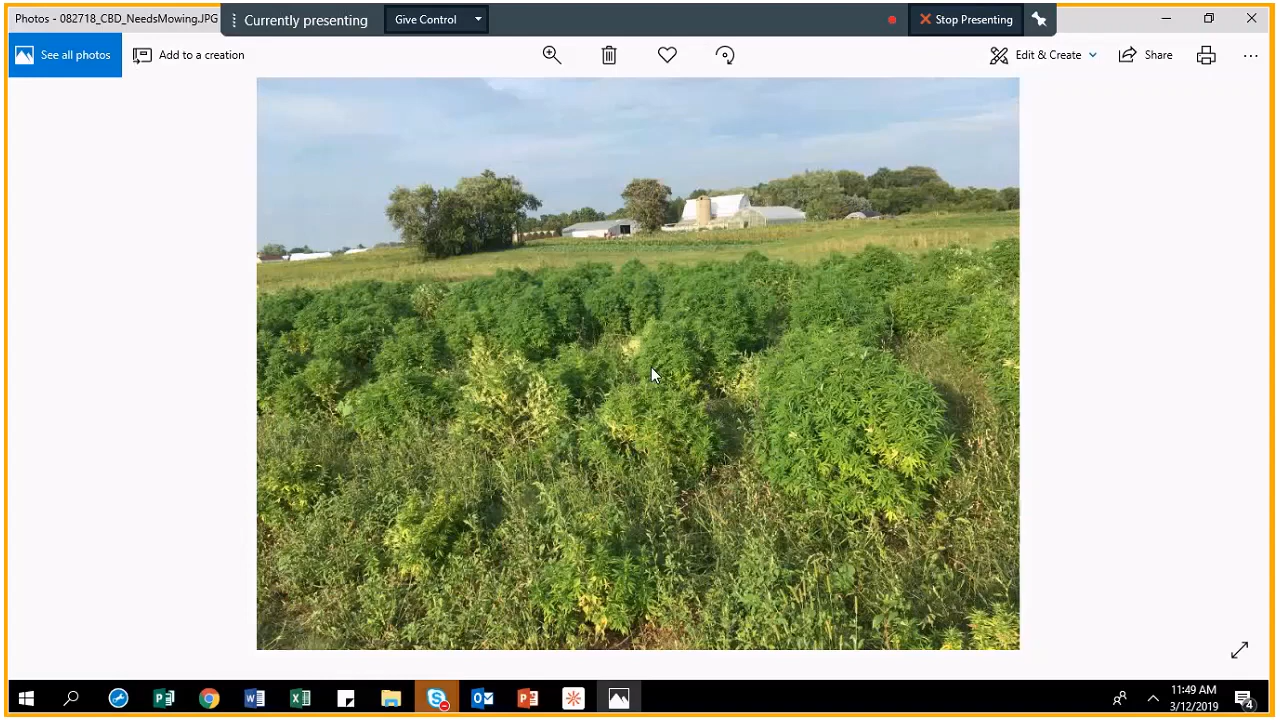 Photos - 082718_CBD_NeedsMowing.JPG
Currently presenting
Give Control
Stop Presenting
See all photos
Add to a creation
Edit & Create
Share
11:49 AM
3/12/2019
4